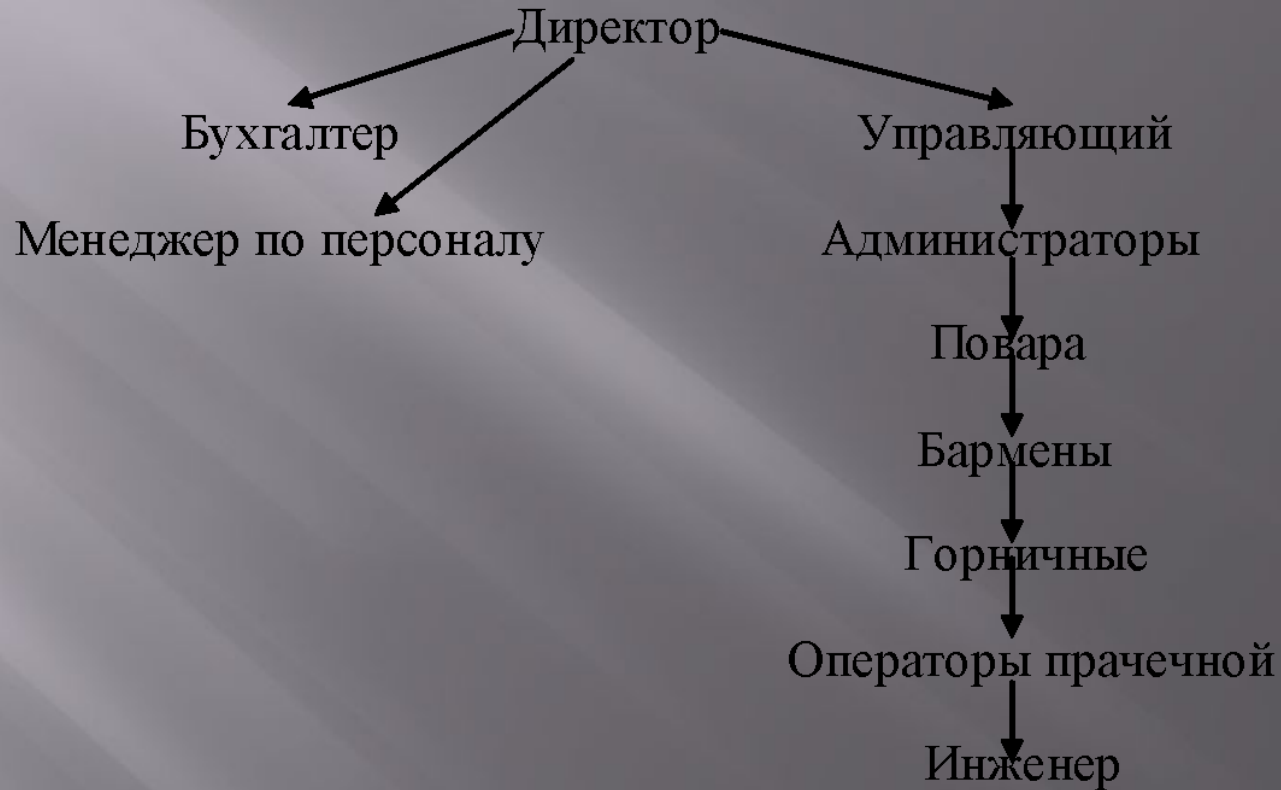 Директор
Бухгалтер
Управляющий
Менеджер по персоналу
Администраторы
Повара
Бармены
Горничные
Операторы прачечной
Инженер